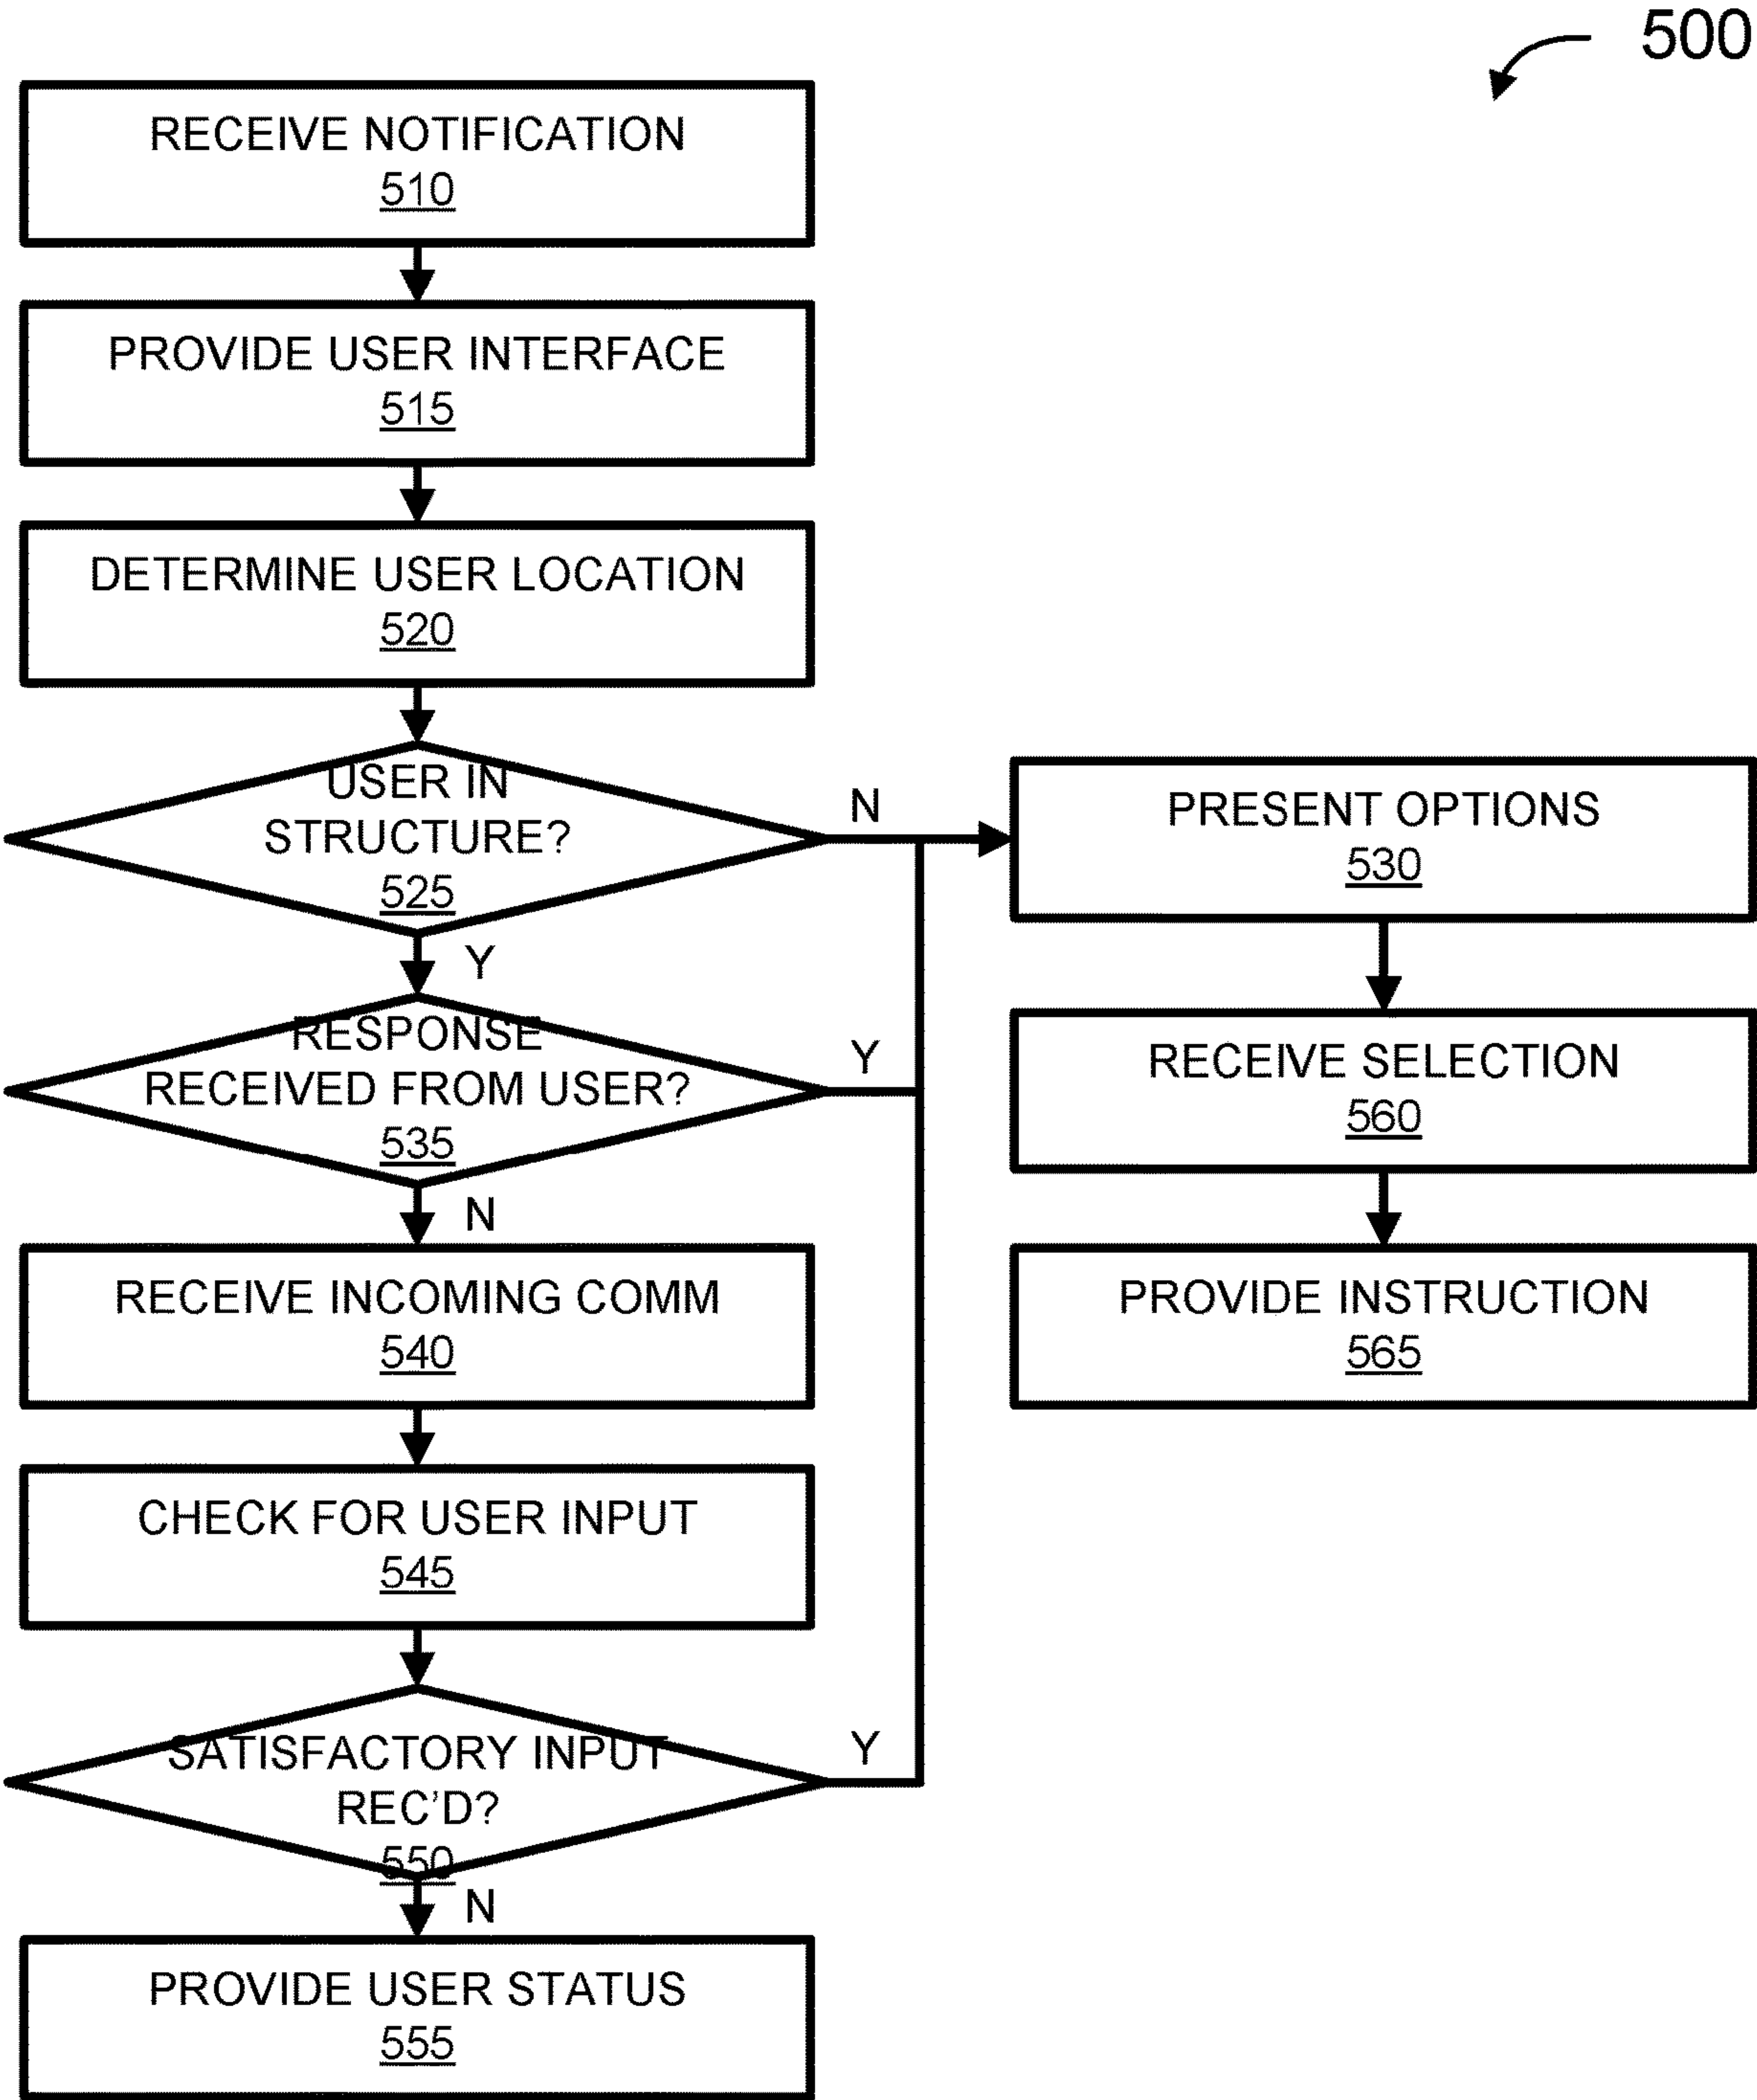 500
RECEIVE NOTIFICATION
510
PROVIDE USER INTERFACE
515
DETERMINE USER LOCATION
520
USER IN
STRUCTURE?
525
N
Y
PRESENT OPTIONS
530
RESPONSE
RECEIVED FROM USER?
535
Y
N
RECEIVE SELECTION
560
RECEIVE INCOMING COMM
540
PROVIDE INSTRUCTION
565
CHECK FOR USER INPUT
545
SATISFACTORY INPUT
REC'D?
550
Y
N
PROVIDE USER STATUS
555